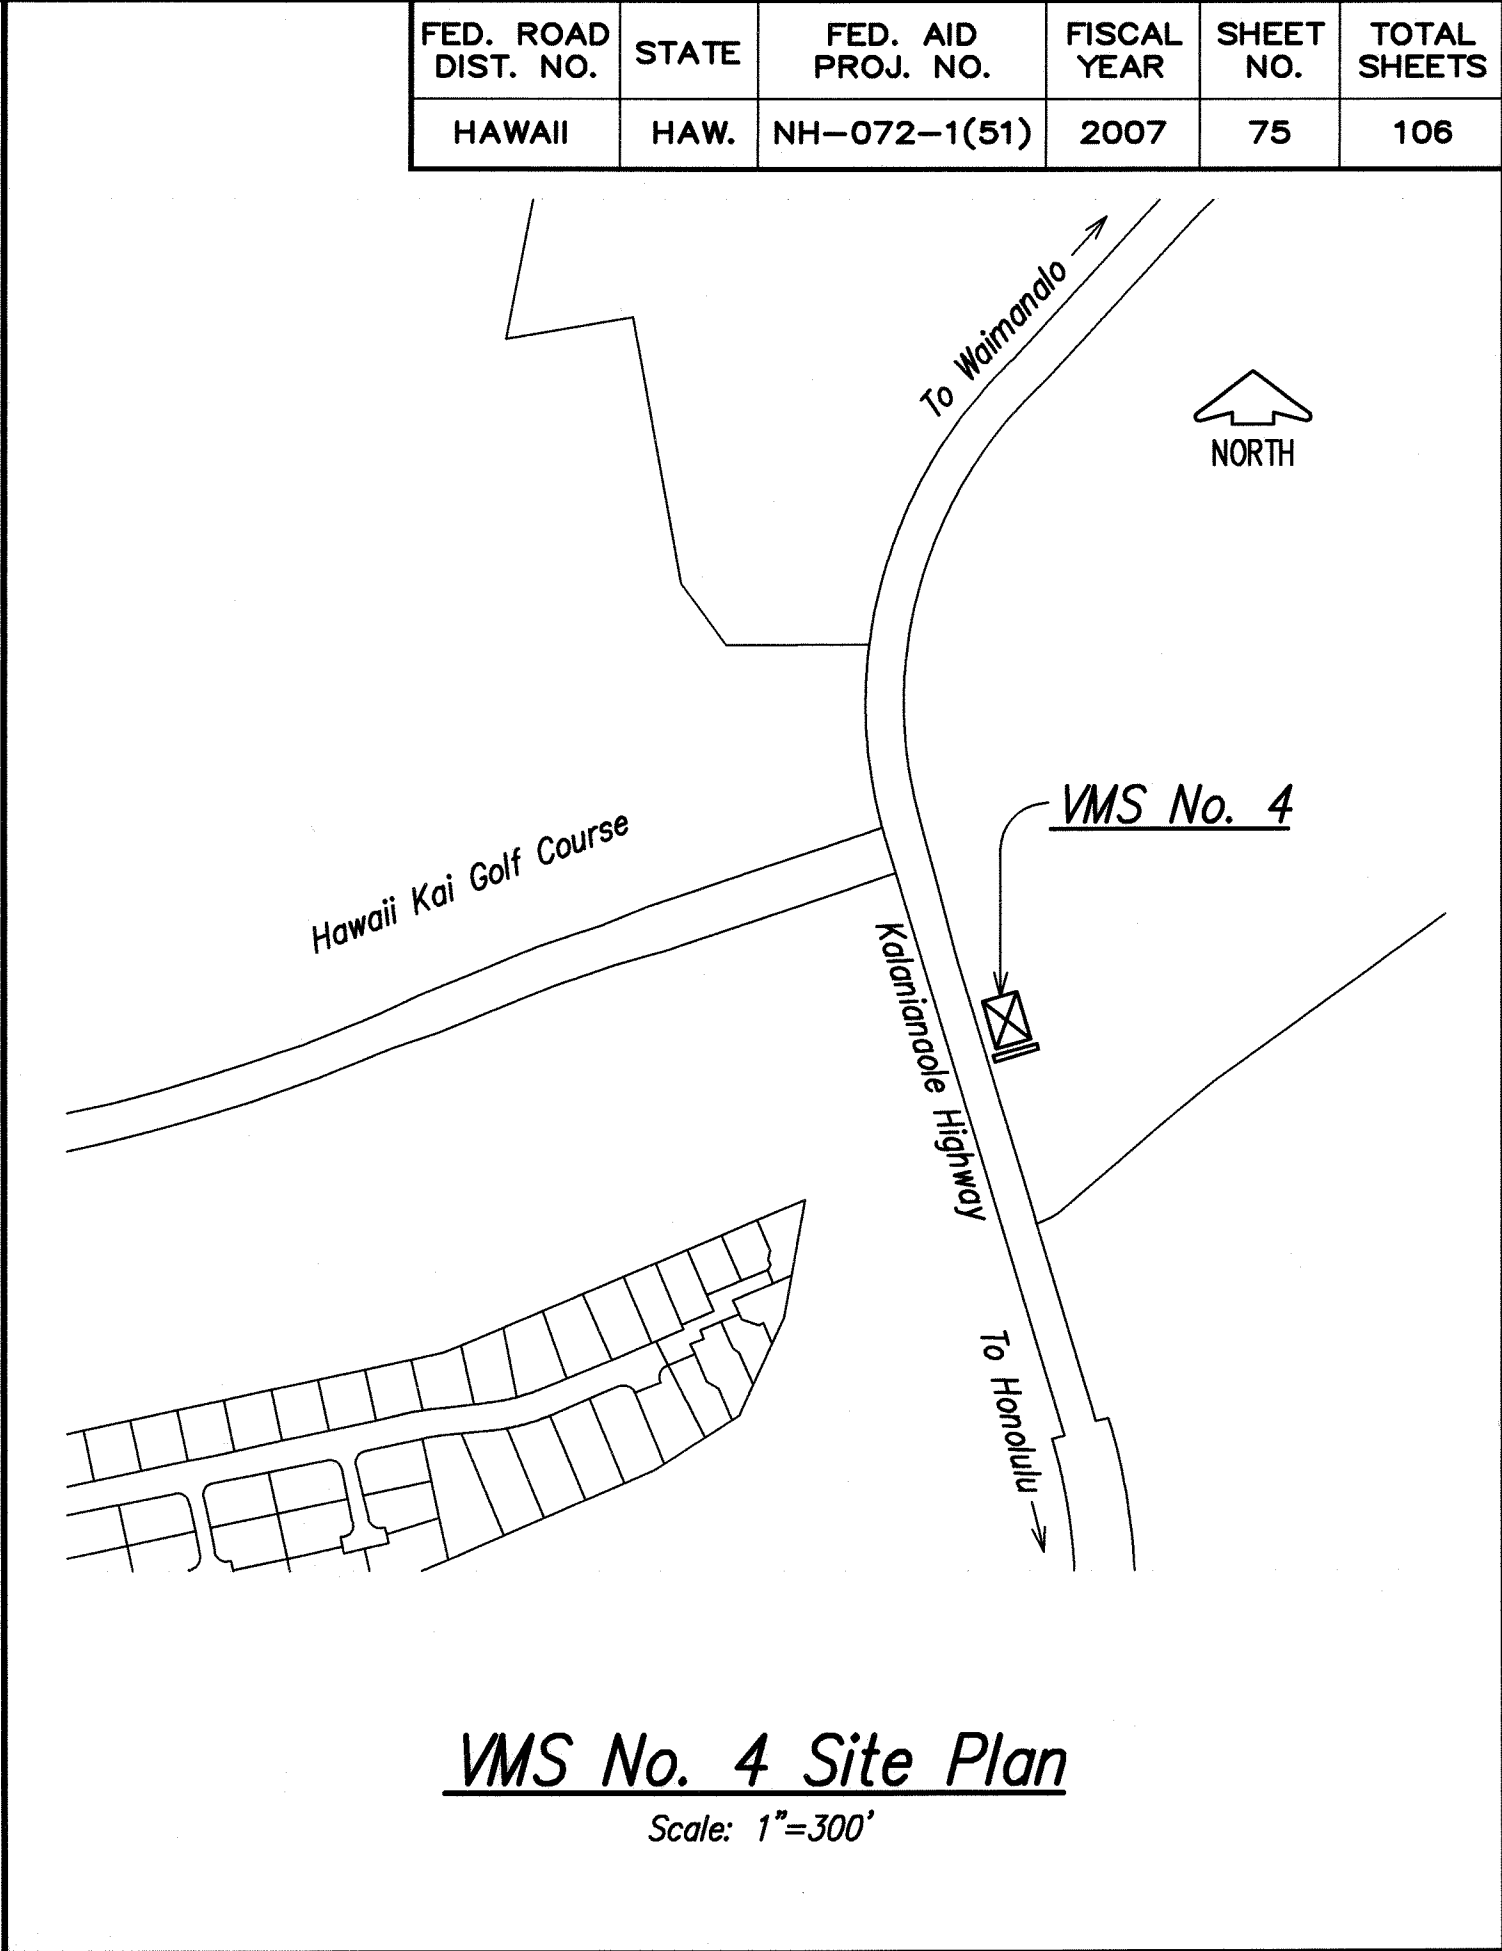 FED. ROAD DIST. NO.
STATE
FED. AID PROJ. NO.
FISCAL YEAR
SHEET NO.
TOTAL SHEETS
HAWAII
HAW.
NH-072-1(51)
2007
75
106
To Waimanalo
NORTH
VMS No. 4
Hawaii Kai Golf Course
Kalanianaole Highway
To Honolulu
VMS No. 4 Site Plan
Scale: 1"=300'